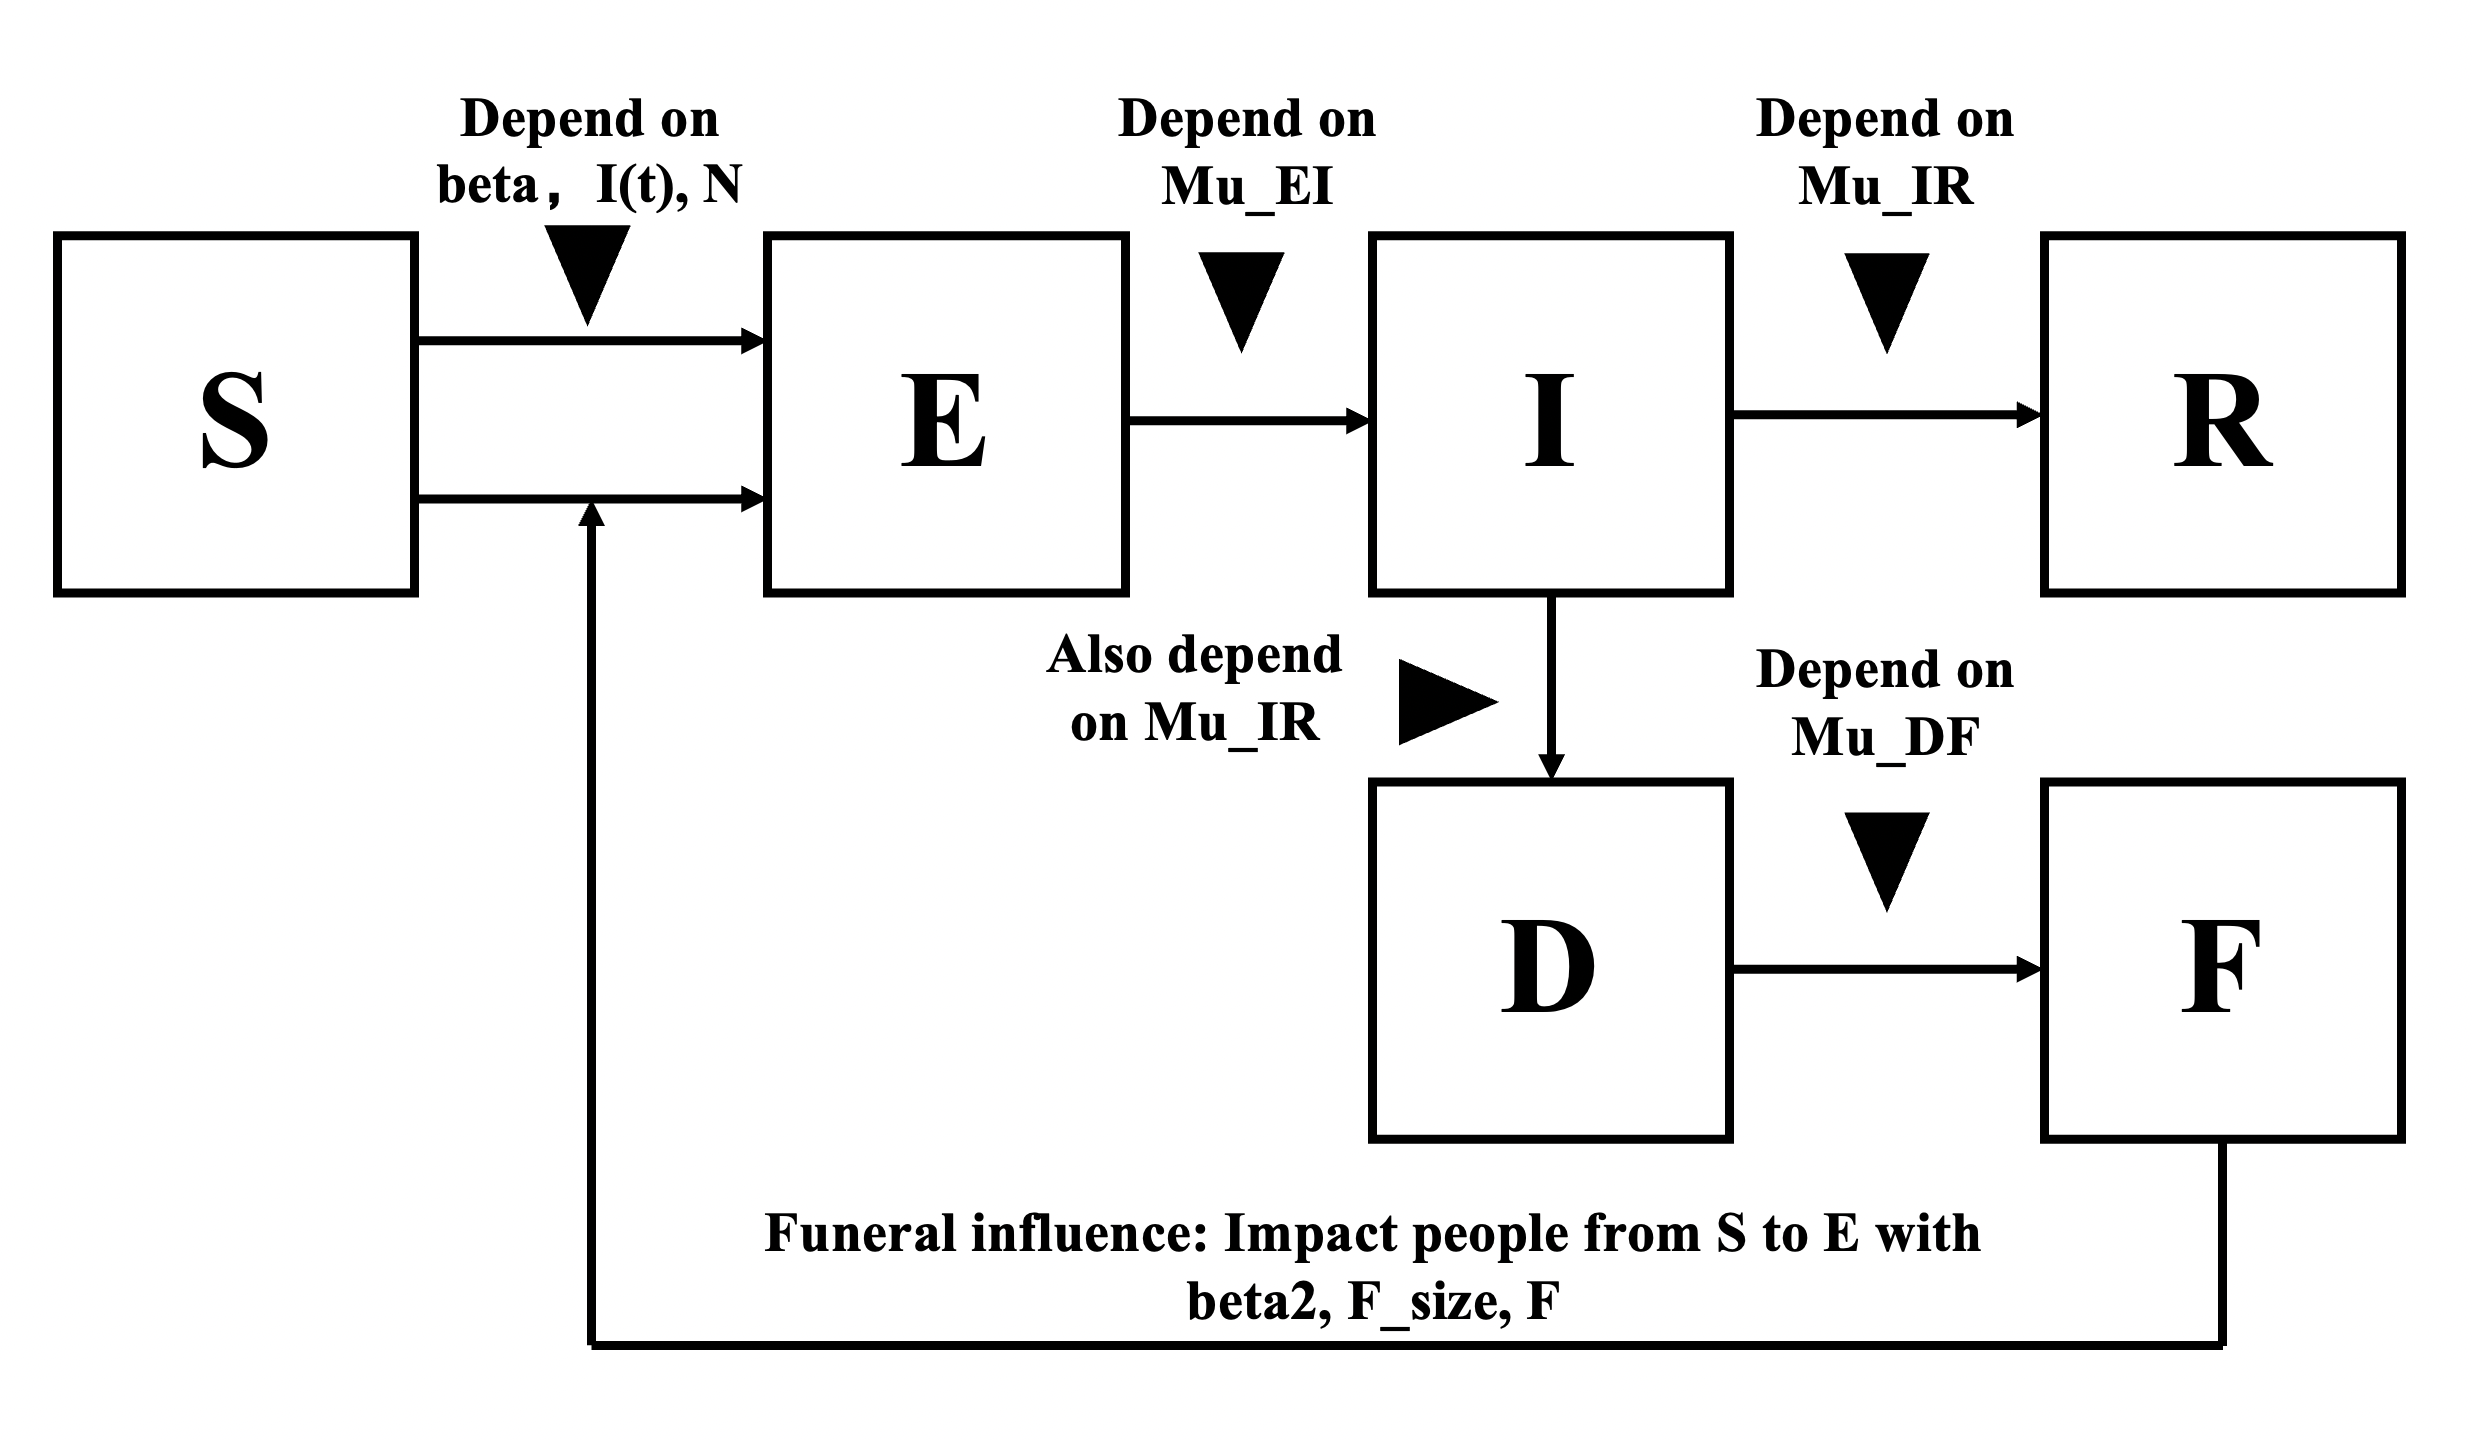 Depend on
beta，I(t), N
Depend on
Mu_EI
Depend on
Mu_IR
S
E
I
R
Also depend
on Mu_IR
Depend on
Mu_DF
D
F
Funeral influence: Impact people from S to E with
beta2, F_size, F